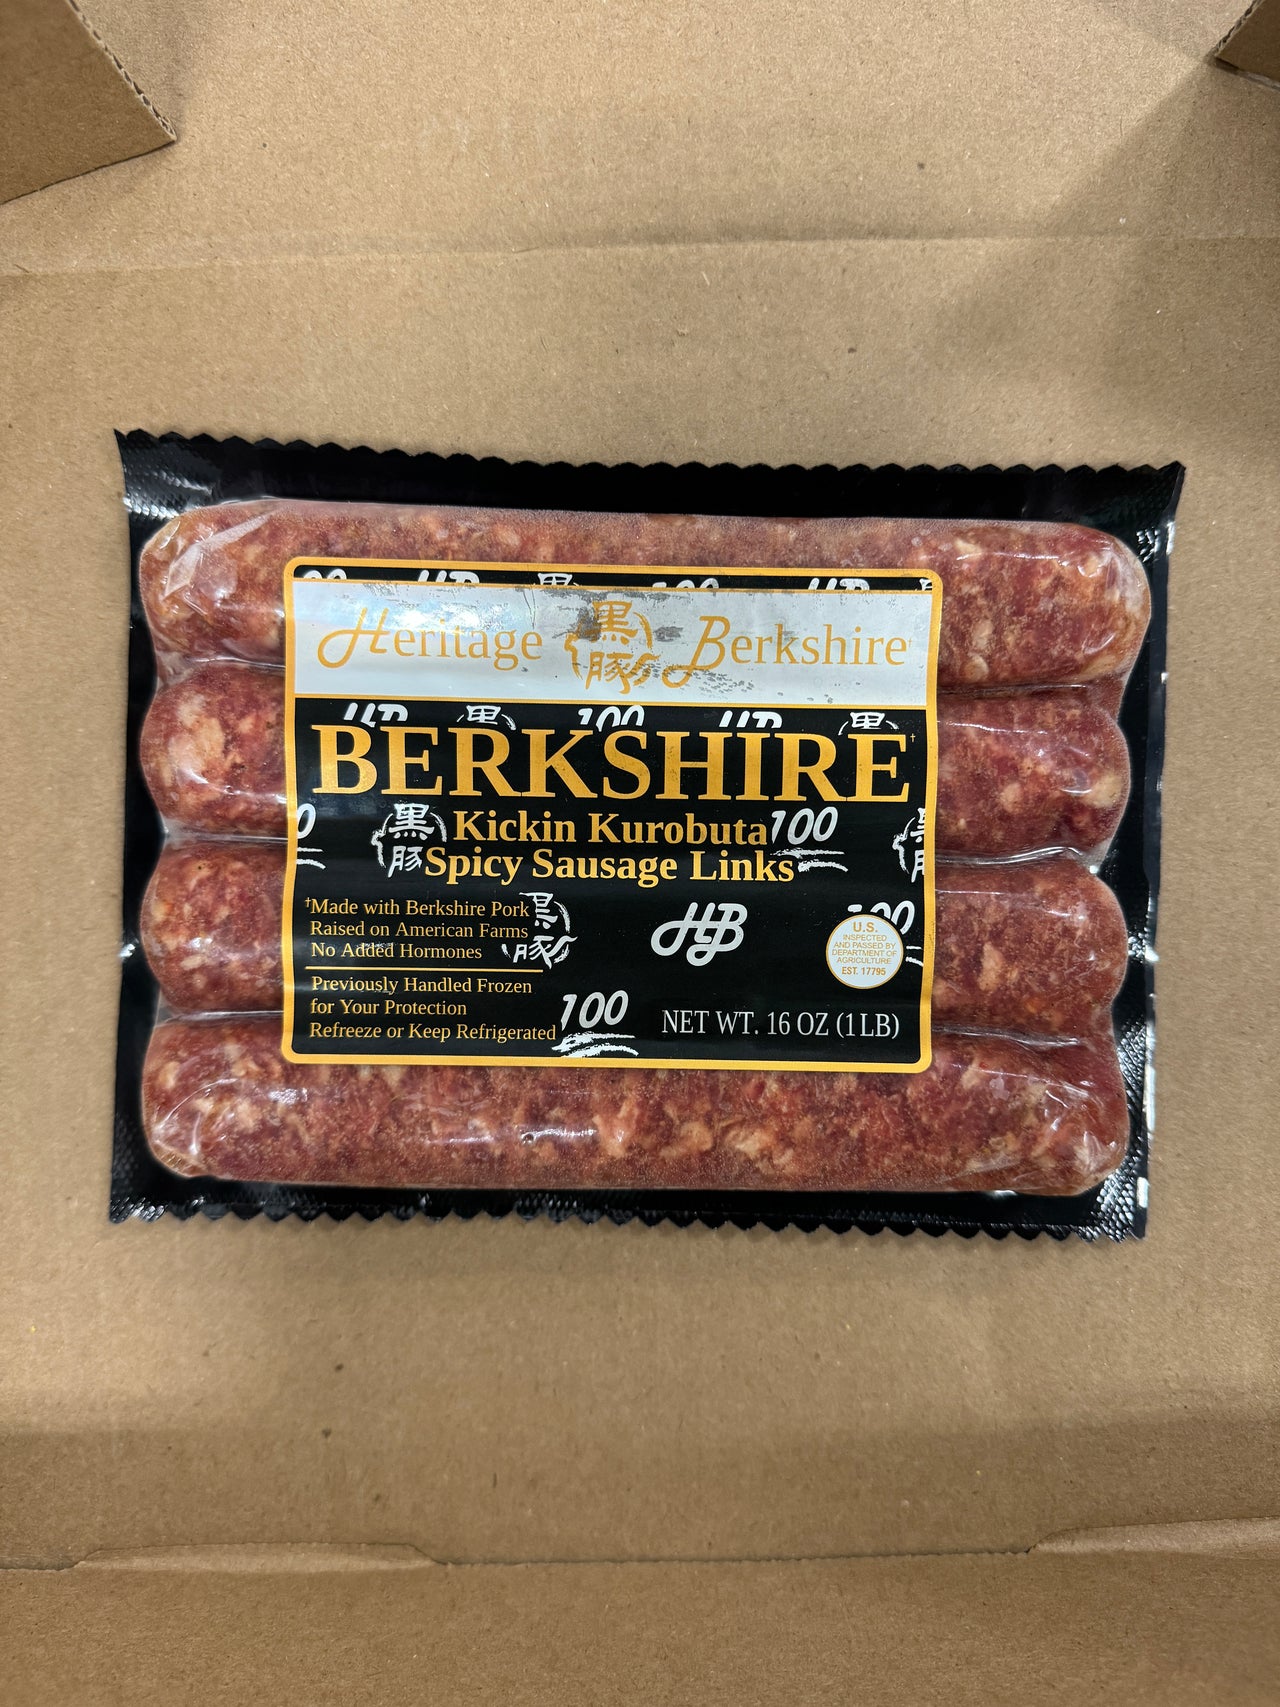 Heritage 黒豚 Berkshire†
BERKSHIRE†
Kickin Kurobuta
Spicy Sausage Links
†Made with Berkshire Pork
Raised on American Farms
No Added Hormones
Previously Handled Frozen
for Your Protection
Refreeze or Keep Refrigerated
HB
100
黒豚
100
U.S.
INSPECTED
AND PASSED BY
DEPARTMENT OF
AGRICULTURE
EST. 17795
NET WT. 16 OZ (1 LB)